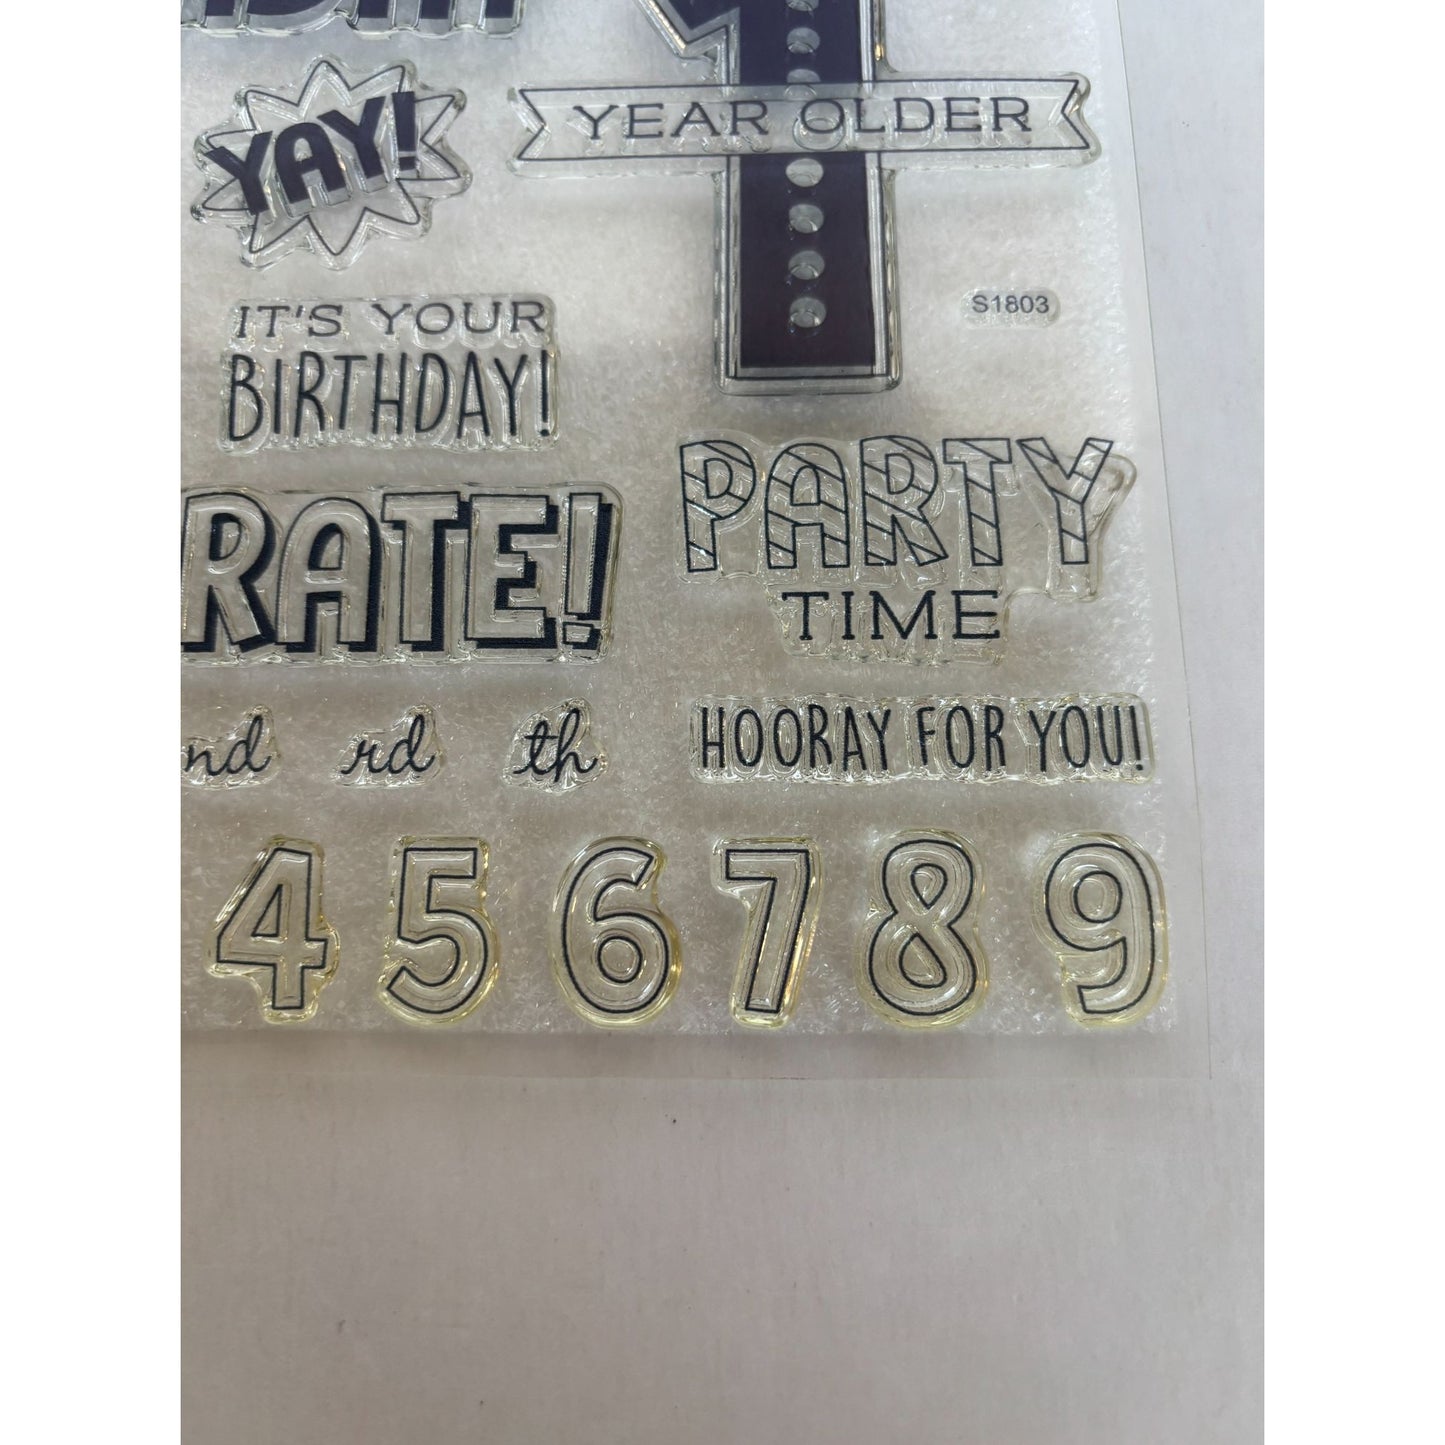 YAY!
1
YEAR OLDER
S1803
IT'S YOUR
BIRTHDAY!
RATE!
PARTY
TIME
nd rd th
HOORAY FOR YOU!
4 5 6 7 8 9